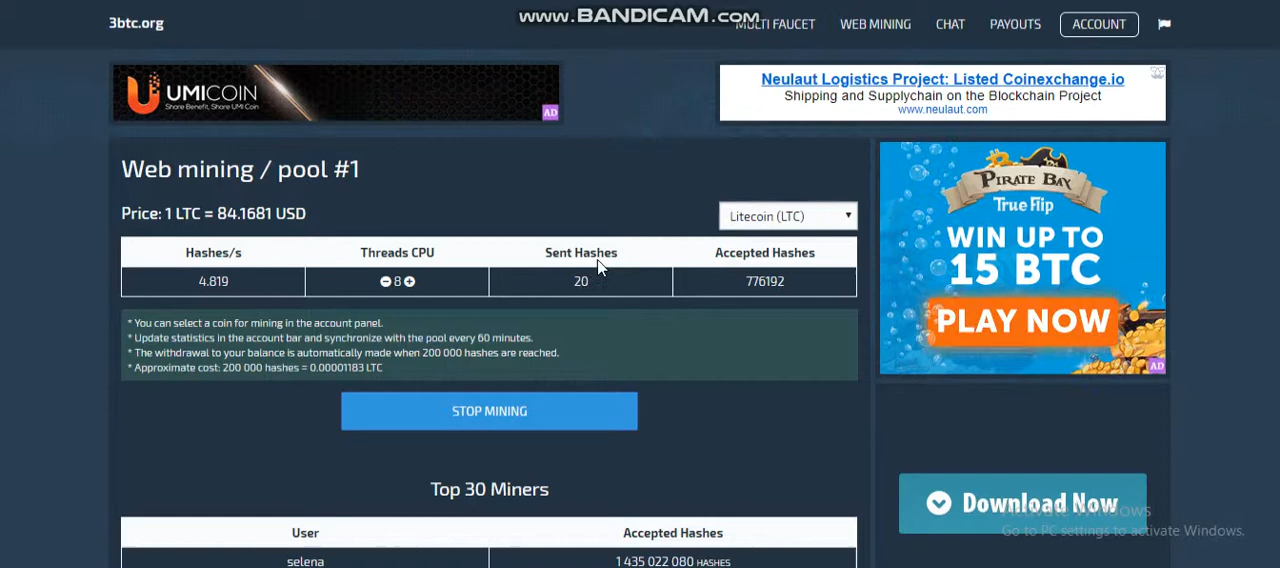 www.BANDICAM.com
3btc.org
MULTI FAUCET WEB MINING CHAT PAYOUTS ACCOUNT
UMICOIN
Share Benefit, Share UMI Coin
AD
Neulaut Logistics Project: Listed Coinexchange.io
Shipping and Supplychain on the Blockchain Project
www.neulaut.com
Web mining / pool #1
Price: 1 LTC = 84.1681 USD
Litecoin (LTC)
Hashes/s Threads CPU Sent Hashes Accepted Hashes
4.819 8 20 776192
* You can select a coin for mining in the account panel.
* Update statistics in the account bar and synchronize with the pool every 60 minutes.
* The withdrawal to your balance is automatically made when 200 000 hashes are reached.
* Approximate cost: 200 000 hashes = 0.00001183 LTC
STOP MINING
Top 30 Miners
User Accepted Hashes
selena 1 435 022 080 HASHES
PIRATE BAY
True Flip
WIN UP TO
15 BTC
PLAY NOW
AD
Download Now
Activate Windows
Go to PC settings to activate Windows.